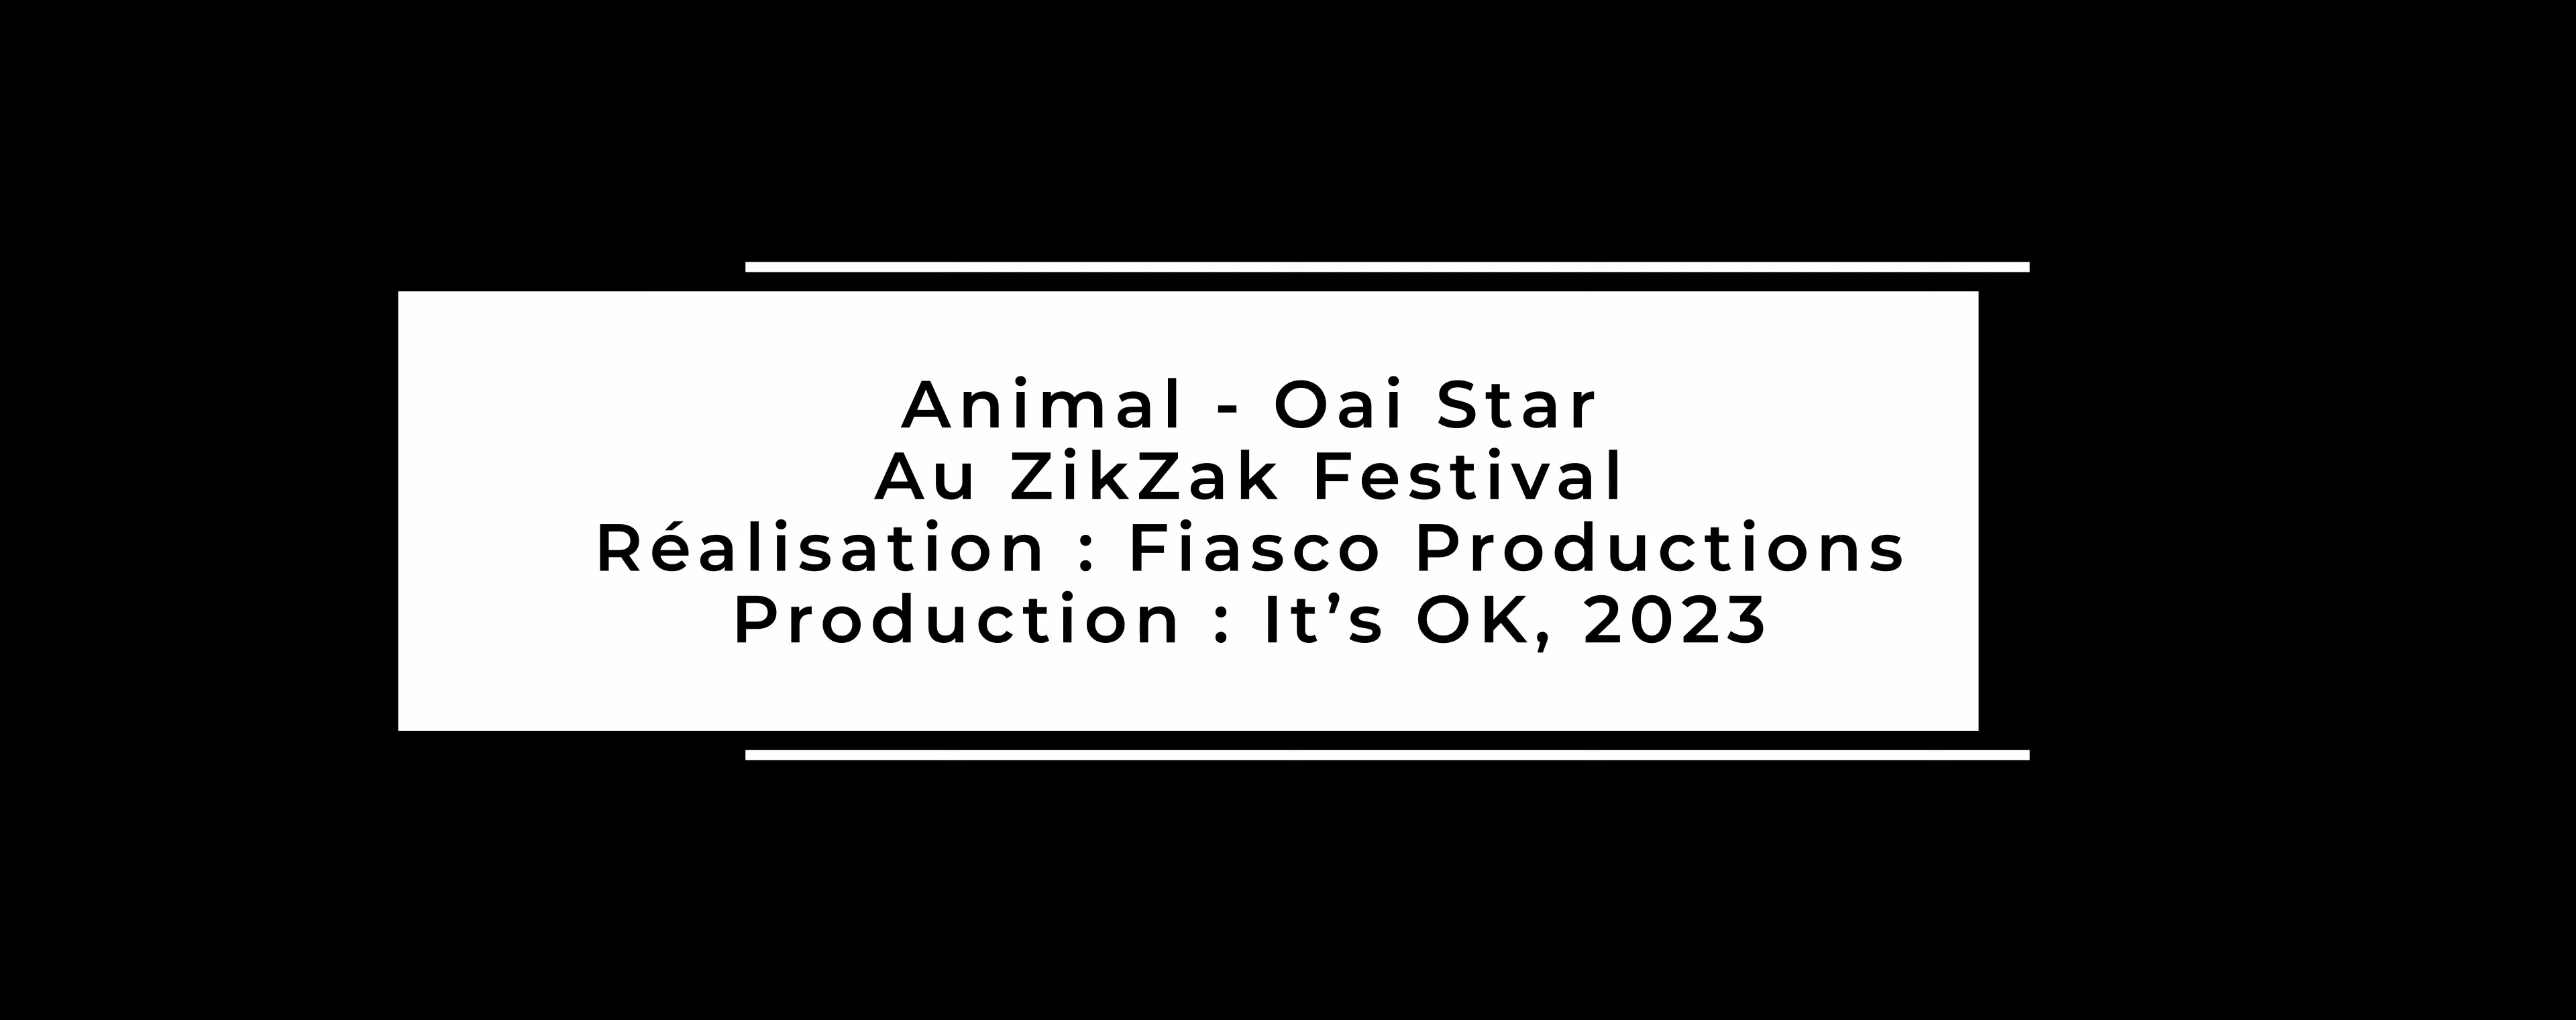 Animal - Oai Star
Au ZikZak Festival
Réalisation : Fiasco Productions
Production : It’s OK, 2023